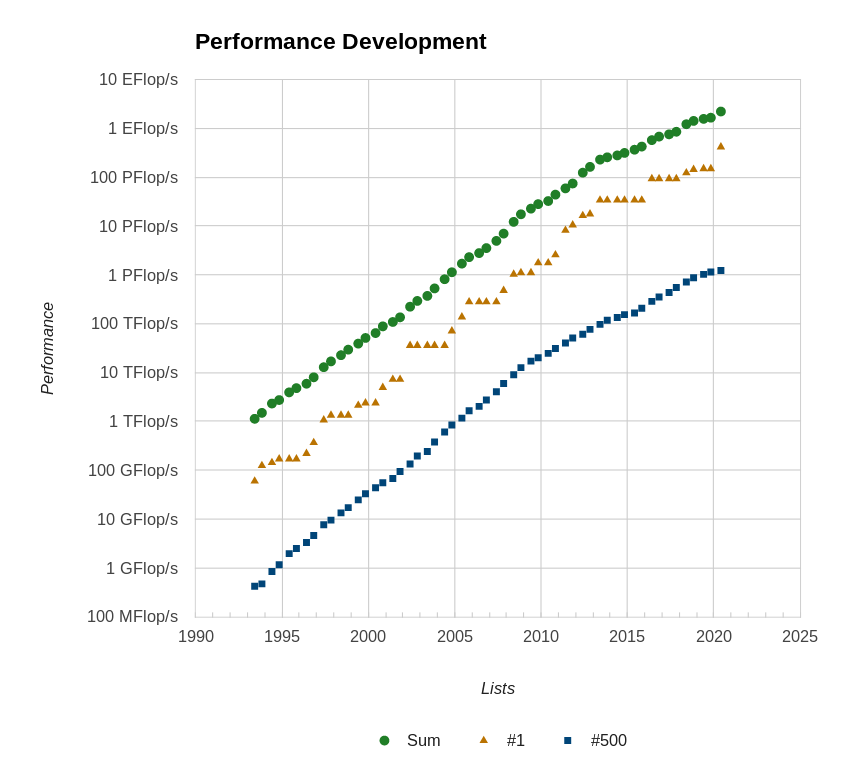 Performance Development
10 EFlop/s
1 EFlop/s
100 PFlop/s
10 PFlop/s
1 PFlop/s
100 TFlop/s
10 TFlop/s
1 TFlop/s
100 GFlop/s
10 GFlop/s
1 GFlop/s
100 MFlop/s
Performance
1990 1995 2000 2005 2010 2015 2020 2025
Lists
Sum #1 #500